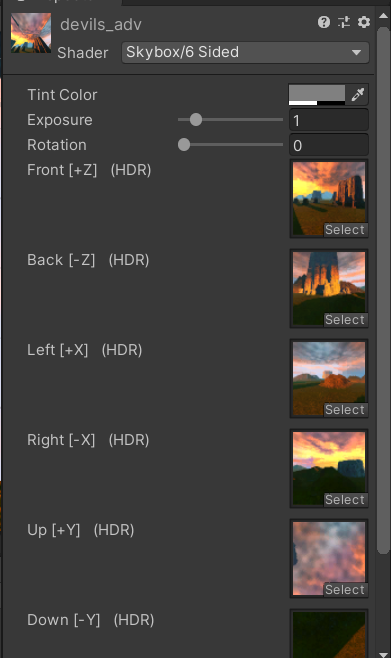 devils_adv
Shader Skybox/6 Sided
Tint Color
Exposure 1
Rotation 0
Front [+Z] (HDR)
Select
Back [-Z] (HDR)
Select
Left [+X] (HDR)
Select
Right [-X] (HDR)
Select
Up [+Y] (HDR)
Select
Down [-Y] (HDR)